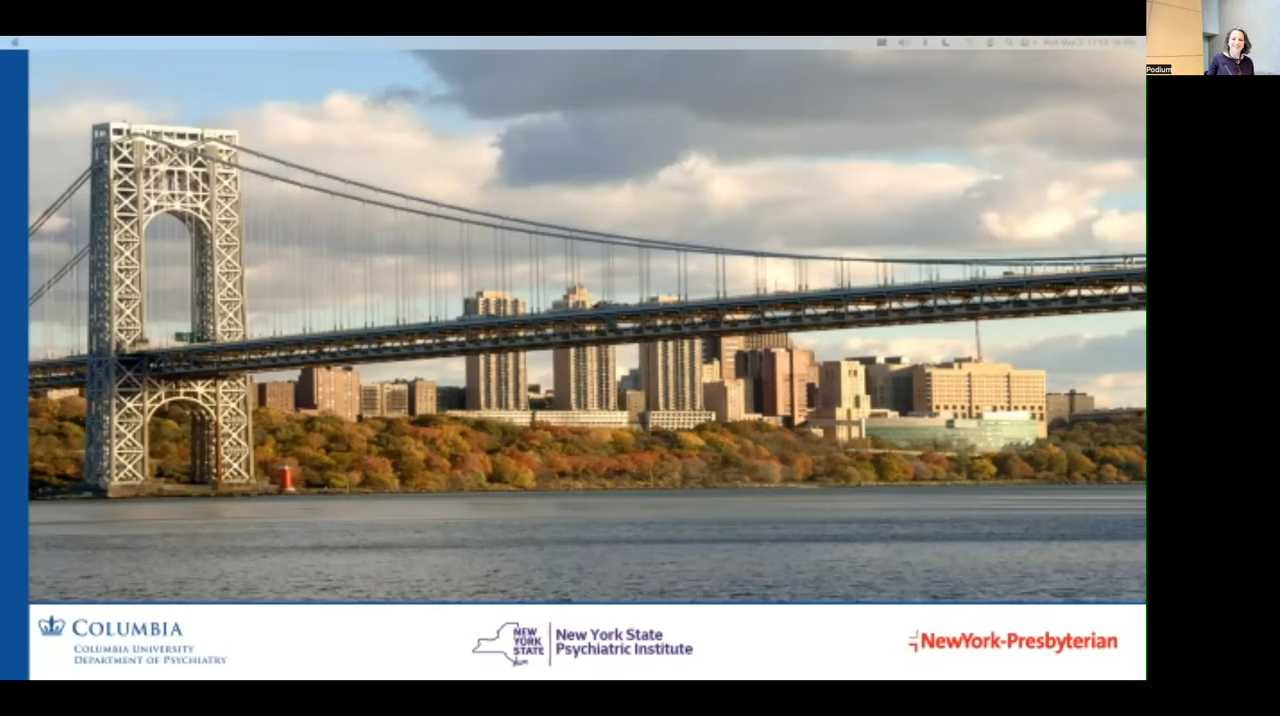 Podium
COLUMBIA
COLUMBIA UNIVERSITY
DEPARTMENT OF PSYCHIATRY
NEW
YORK
STATE
New York State
Psychiatric Institute
NewYork-Presbyterian